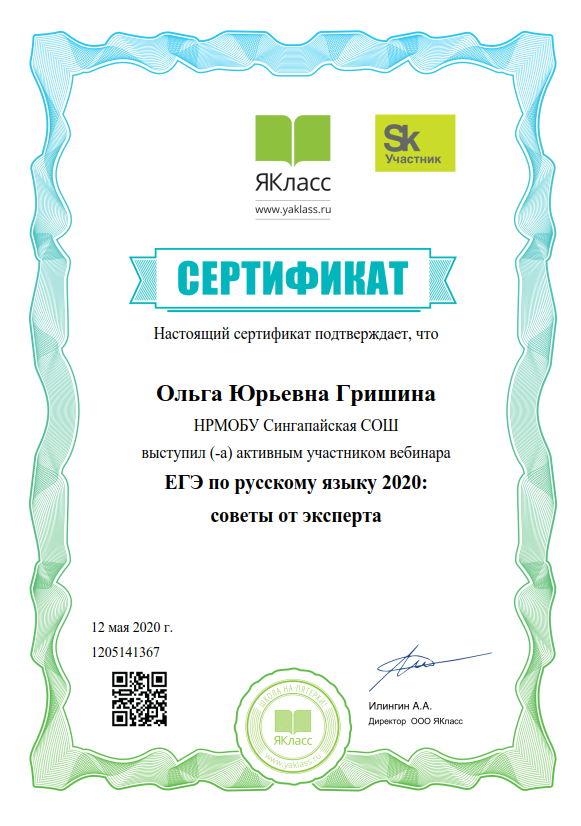 ЯКласс
www.yaklass.ru
Sk
Участник
СЕРТИФИКАТ
Настоящий сертификат подтверждает, что
Ольга Юрьевна Гришина
НРМОБУ Сингапайская СОШ
выступил (-а) активным участником вебинара
ЕГЭ по русскому языку 2020:
советы от эксперта
12 мая 2020 г.
1205141367
ШКОЛА НА ПЯТЕРКЕ
ЯКласс
www.yaklass.ru
Илингин А.А.
Директор ООО ЯКласс